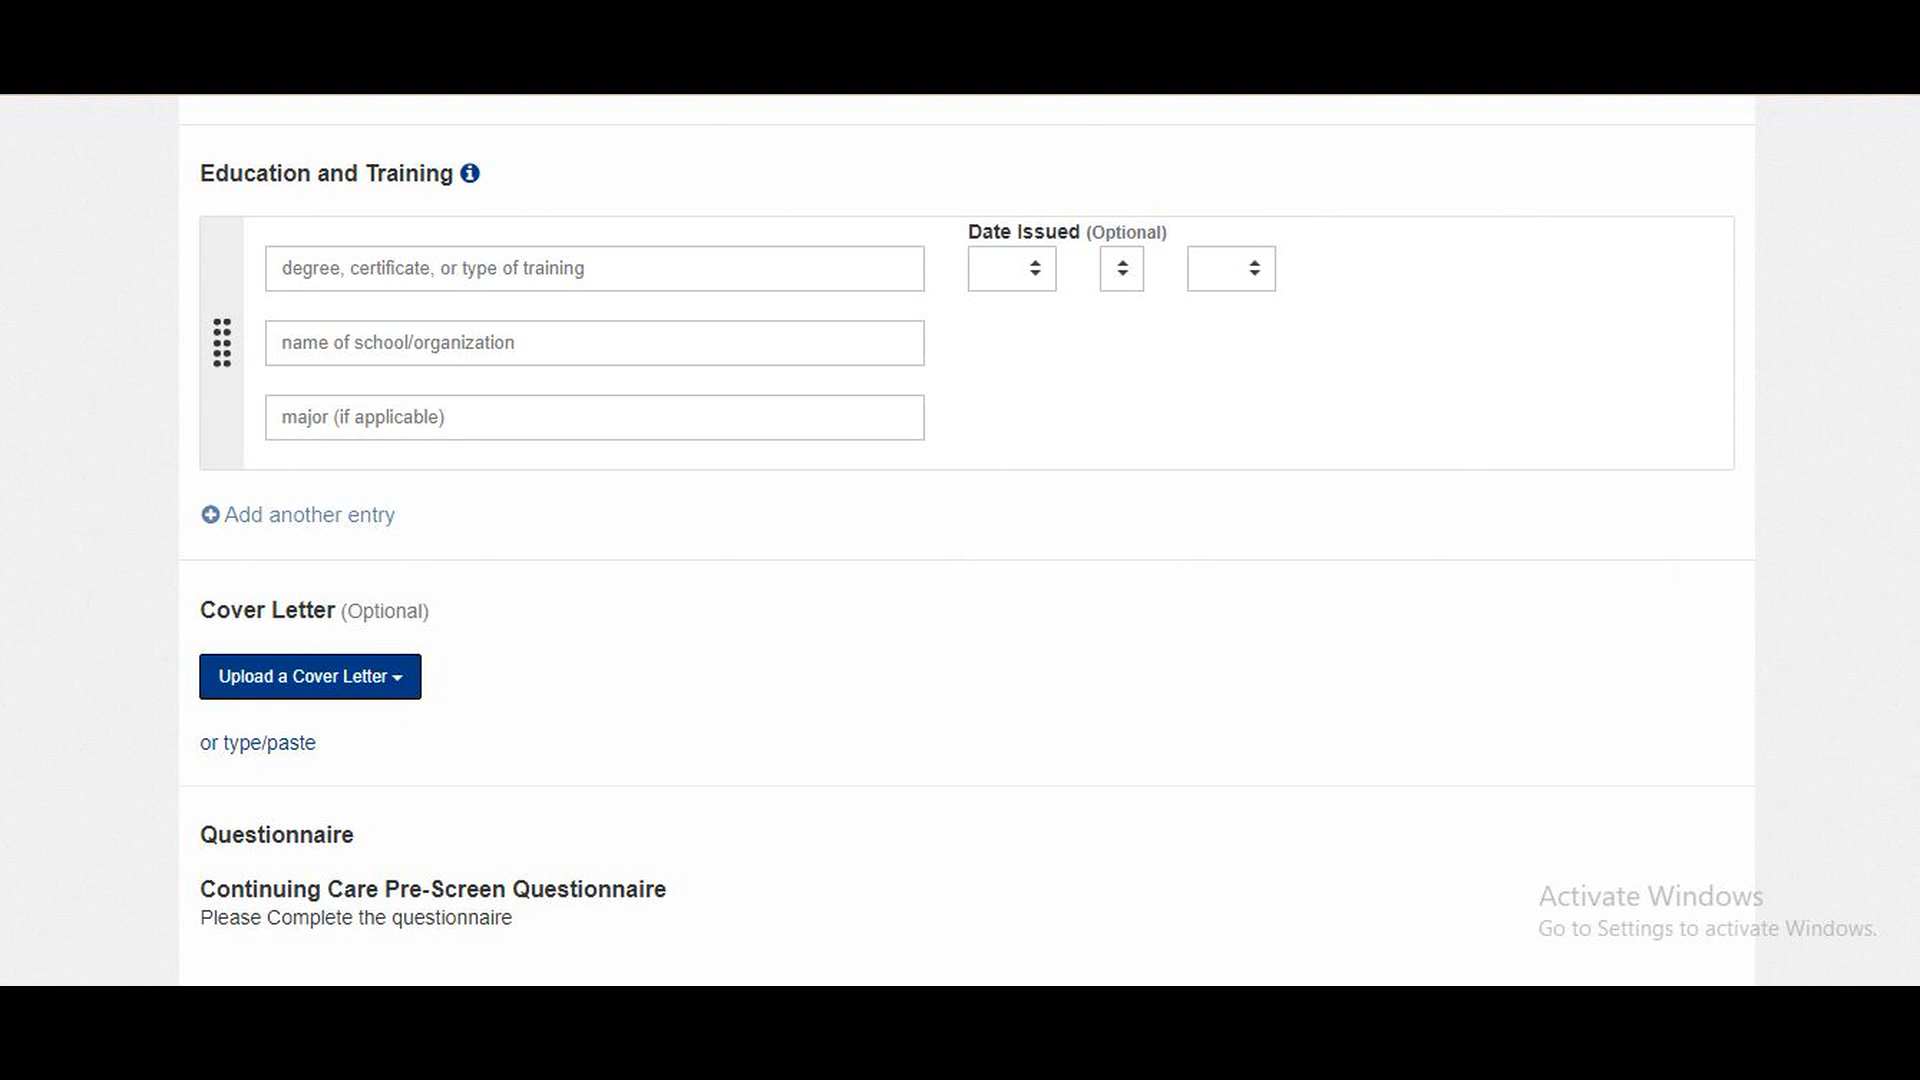 Education and Training
Date Issued (Optional)
degree, certificate, or type of training
name of school/organization
major (if applicable)
Add another entry
Cover Letter (Optional)
Upload a Cover Letter
or type/paste
Questionnaire
Continuing Care Pre-Screen Questionnaire
Please Complete the questionnaire
Activate Windows
Go to Settings to activate Windows.